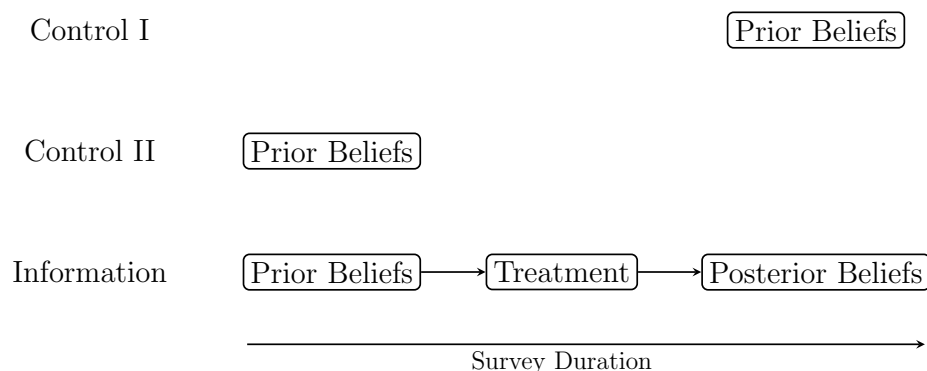 Control I Prior Beliefs
Control II Prior Beliefs
Information Prior Beliefs Treatment Posterior Beliefs
Survey Duration